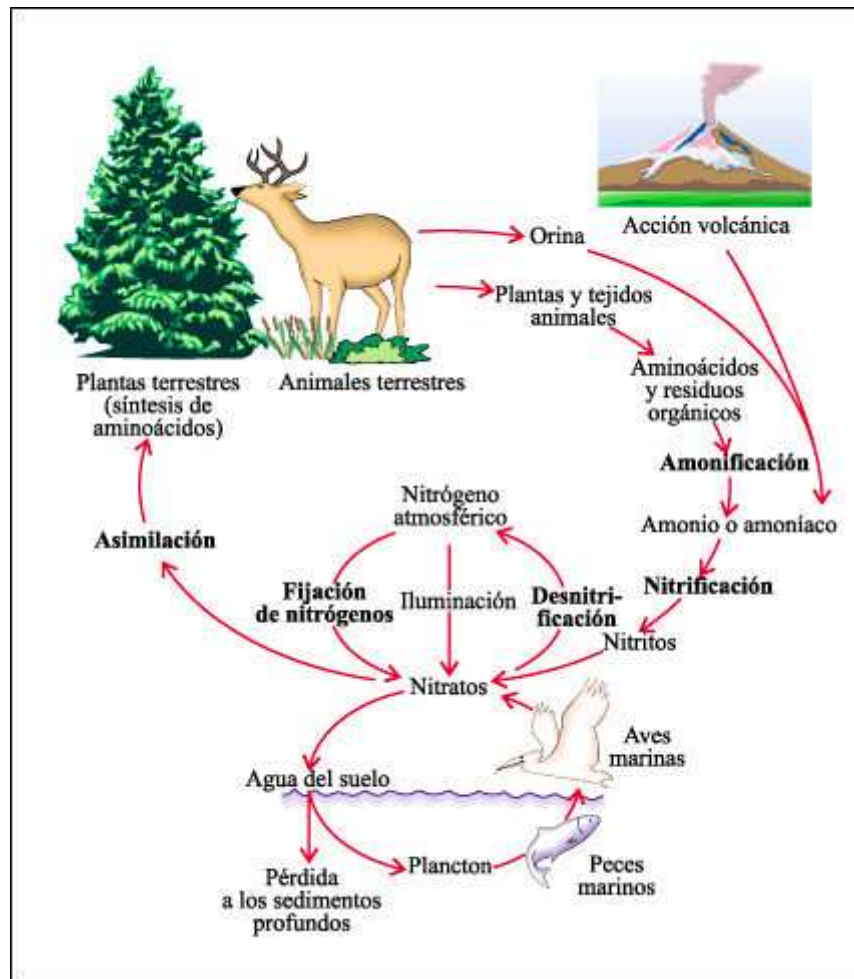 Acción volcánica
Orina
Plantas y tejidos
animales
Plantas terrestres
(síntesis de
aminoácidos)
Animales terrestres
Aminoácidos
y residuos
orgánicos
Amonificación
Nitrógeno
atmosférico
Amonio o amoníaco
Asimilación
Fijación
de nitrógenos
Iluminación
Desnitri-
ficación
Nitrificación
Nitritos
Nitratos
Aves
marinas
Agua del suelo
Plancton
Peces
marinos
Pérdida
a los sedimentos
profundos